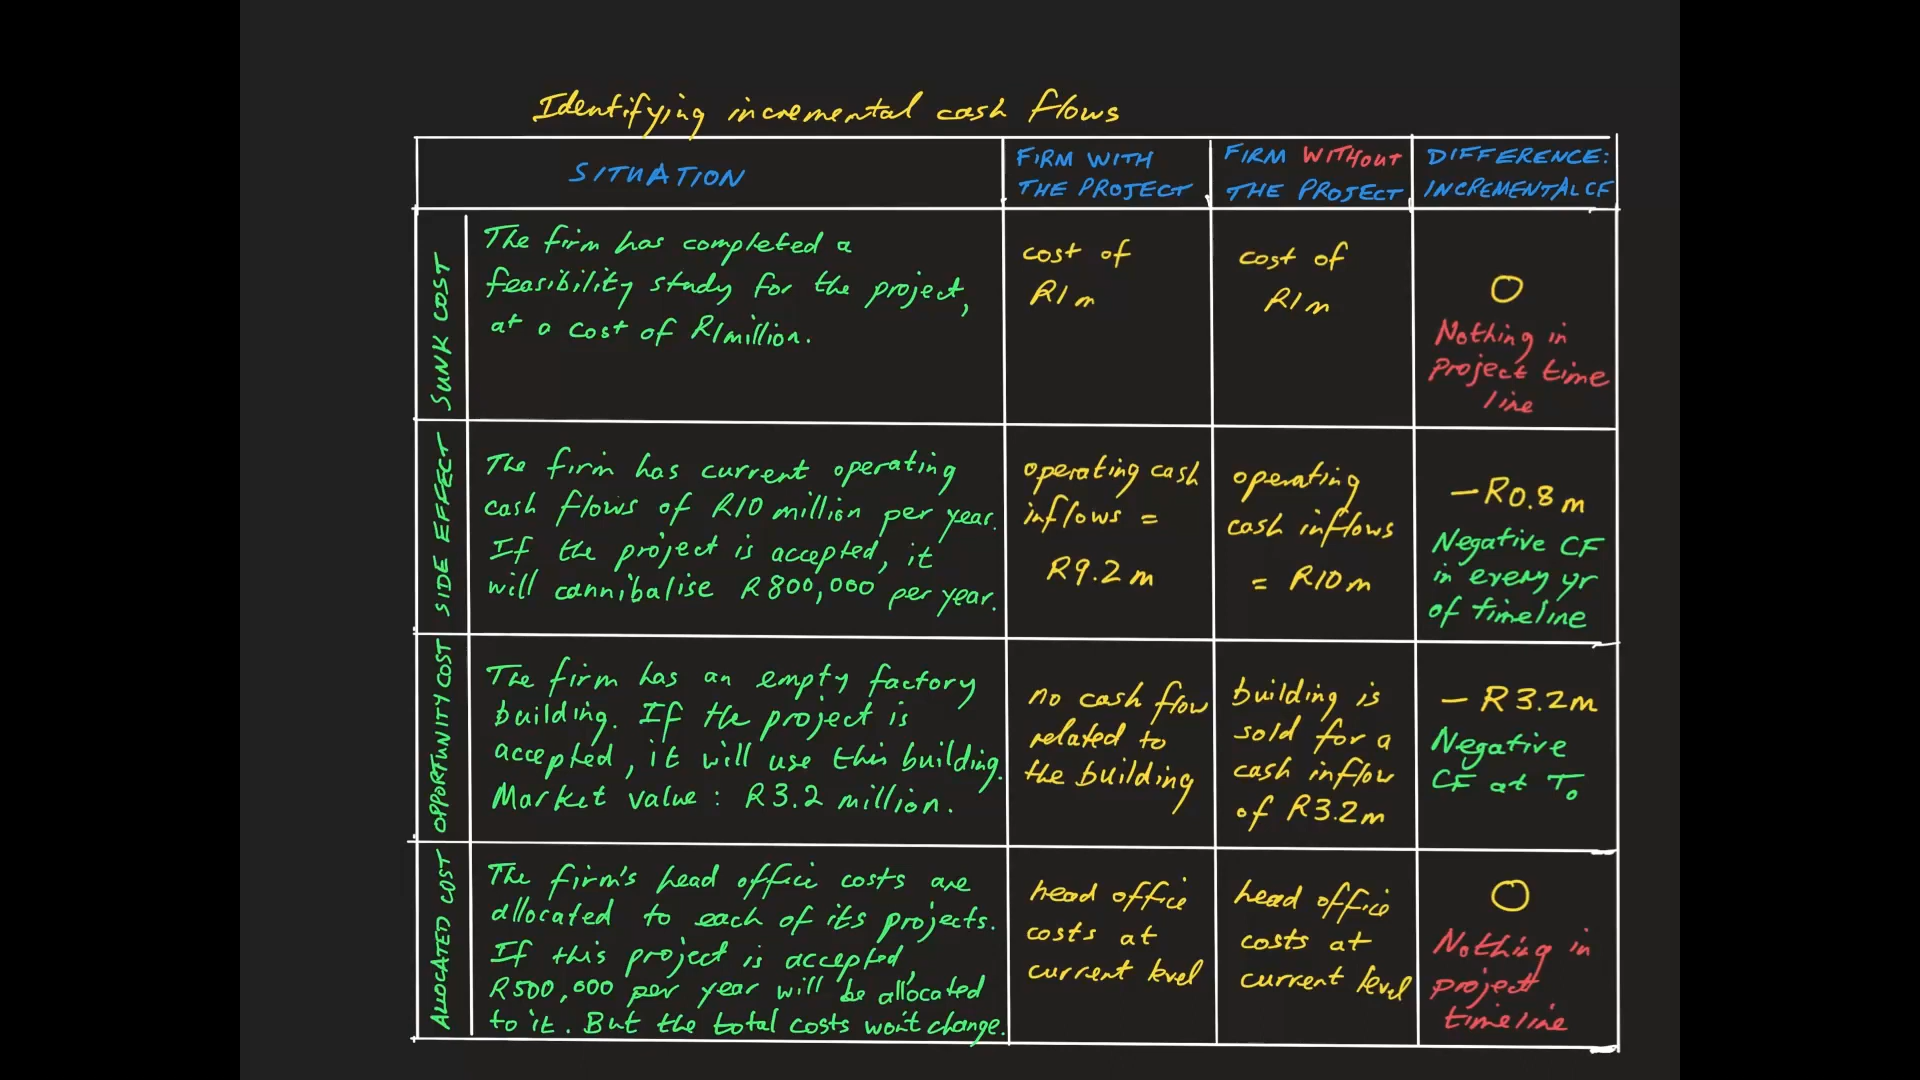 Identifying incremental cash flows
SITUATION
FIRM WITH
THE PROJECT
FIRM WITHOUT
THE PROJECT
DIFFERENCE:
INCREMENTAL CF
SUNK COST
The firm has completed a
feasibility study for the project,
at a cost of R1million.
cost of
R1m
cost of
R1m
0
Nothing in
project time
line
SIDE EFFECT
The firm has current operating
cash flows of R10 million per year.
If the project is accepted, it
will cannibalise R800,000 per year.
operating cash
inflows =
R9.2m
operating
cash inflows
= R10m
-R0.8m
Negative CF
in every yr
of timeline
OPPORTUNITY COST
The firm has an empty factory
building. If the project is
accepted, it will use this building.
Market value: R3.2 million.
no cash flow
related to
the building
building is
sold for a
cash inflow
of R3.2m
-R3.2m
Negative
CF at T₀
ALLOCATED COST
The firm's head office costs are
allocated to each of its projects.
If this project is accepted,
R500,000 per year will be allocated
to it. But the total costs won't change.
head office
costs at
current level
head office
costs at
current level
0
Nothing in
project
timeline